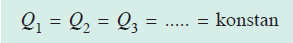 Q₁ = Q₂ = Q₃ = ..... = konstan